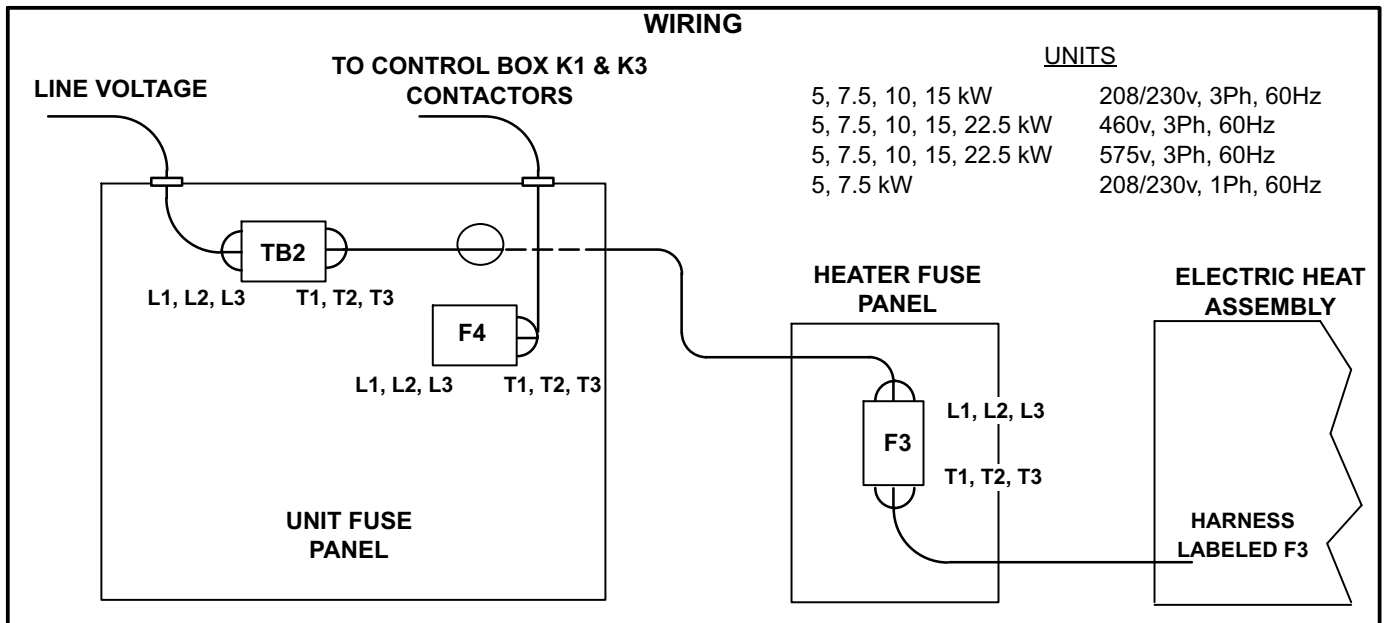 WIRING
LINE VOLTAGE
TO CONTROL BOX K1 & K3
CONTACTORS
UNITS
5, 7.5, 10, 15 kW 208/230v, 3Ph, 60Hz
5, 7.5, 10, 15, 22.5 kW 460v, 3Ph, 60Hz
5, 7.5, 10, 15, 22.5 kW 575v, 3Ph, 60Hz
5, 7.5 kW 208/230v, 1Ph, 60Hz
TB2
L1, L2, L3 T1, T2, T3
F4
L1, L2, L3 T1, T2, T3
UNIT FUSE
PANEL
HEATER FUSE
PANEL
L1, L2, L3
F3
T1, T2, T3
ELECTRIC HEAT
ASSEMBLY
HARNESS
LABELED F3